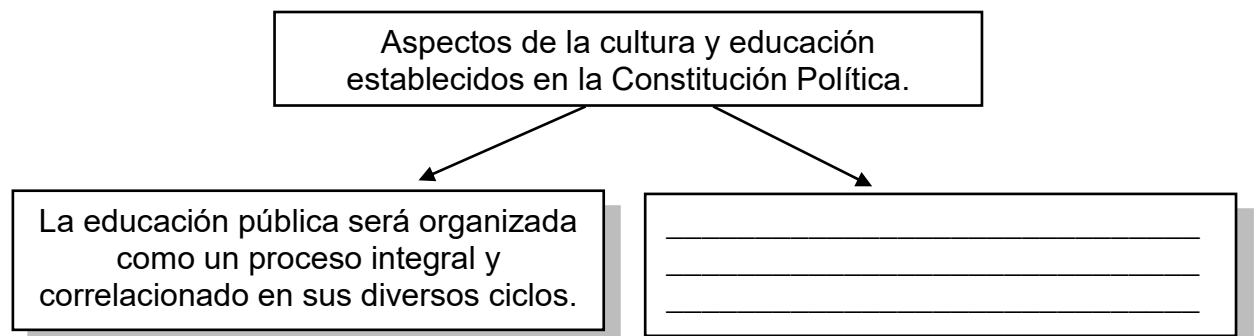 Aspectos de la cultura y educación
establecidos en la Constitución Política.
La educación pública será organizada
como un proceso integral y
correlacionado en sus diversos ciclos.